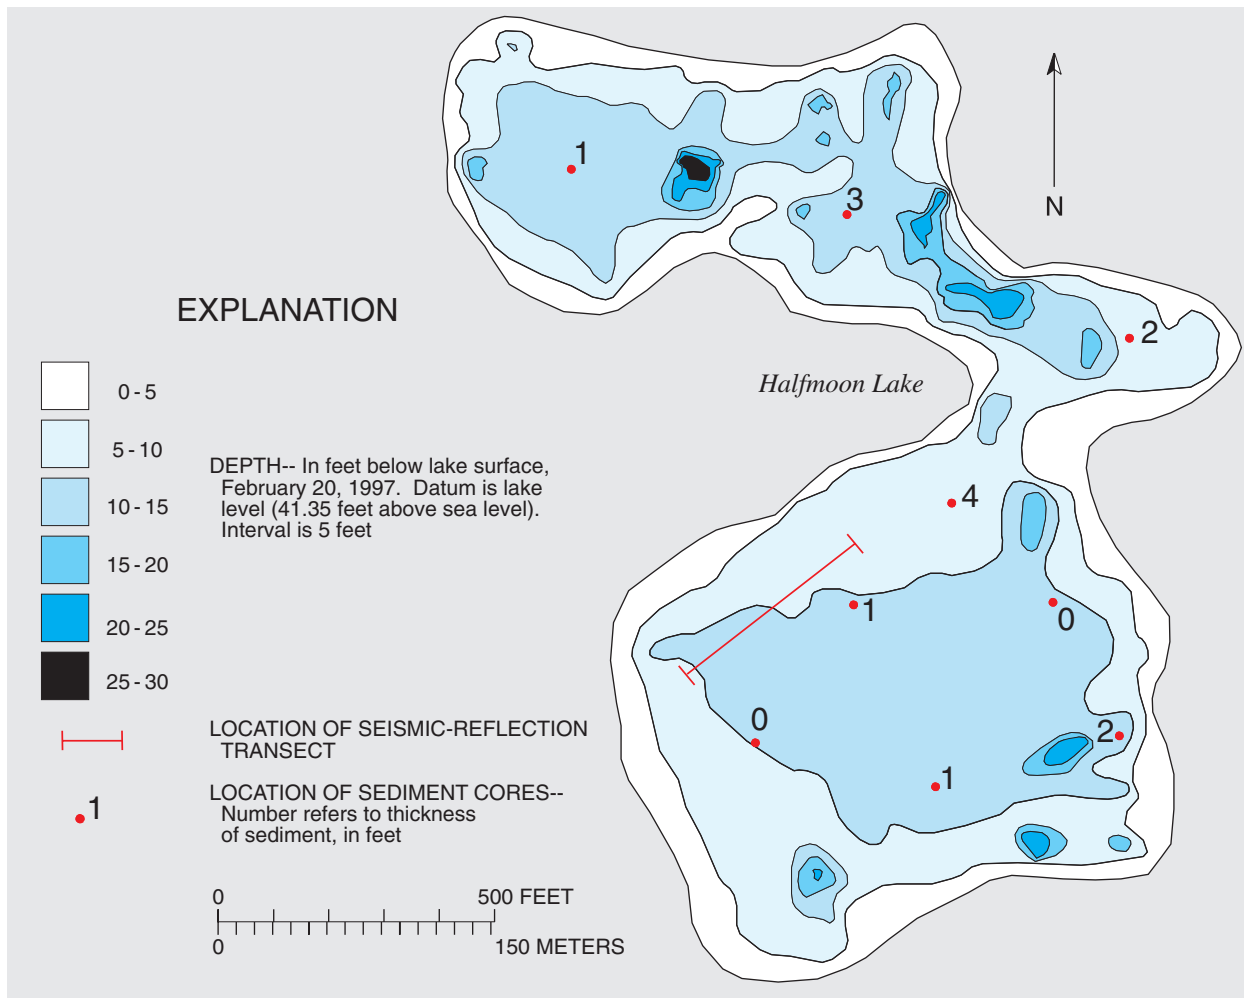 1
3
N
2
EXPLANATION
0 - 5
Halfmoon Lake
5 - 10
DEPTH-- In feet below lake surface,
February 20, 1997. Datum is lake
level (41.35 feet above sea level).
Interval is 5 feet
10 - 15
4
15 - 20
1
0
20 - 25
25 - 30
LOCATION OF SEISMIC-REFLECTION
TRANSECT
0
2
1
LOCATION OF SEDIMENT CORES--
Number refers to thickness
of sediment, in feet
1
0 500 FEET
0 150 METERS